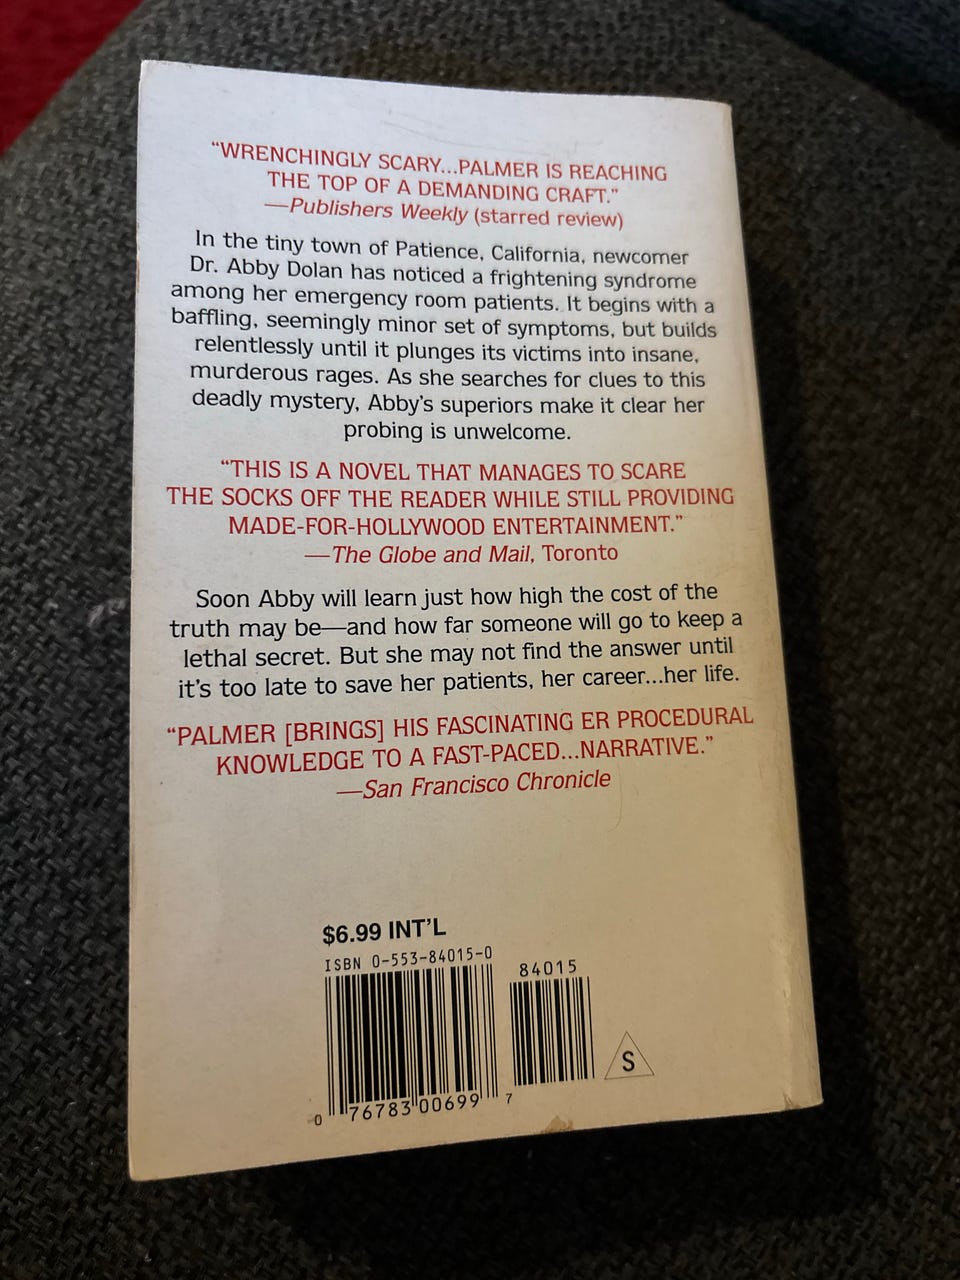 “WRENCHINGLY SCARY...PALMER IS REACHING
THE TOP OF A DEMANDING CRAFT.”
—Publishers Weekly (starred review)
In the tiny town of Patience, California, newcomer
Dr. Abby Dolan has noticed a frightening syndrome
among her emergency room patients. It begins with a
baffling, seemingly minor set of symptoms, but builds
relentlessly until it plunges its victims into insane,
murderous rages. As she searches for clues to this
deadly mystery, Abby’s superiors make it clear her
probing is unwelcome.
“THIS IS A NOVEL THAT MANAGES TO SCARE
THE SOCKS OFF THE READER WHILE STILL PROVIDING
MADE-FOR-HOLLYWOOD ENTERTAINMENT.”
—The Globe and Mail, Toronto
Soon Abby will learn just how high the cost of the
truth may be—and how far someone will go to keep a
lethal secret. But she may not find the answer until
it’s too late to save her patients, her career...her life.
“PALMER [BRINGS] HIS FASCINATING ER PROCEDURAL
KNOWLEDGE TO A FAST-PACED...NARRATIVE.”
—San Francisco Chronicle
$6.99 INT’L
ISBN 0-553-84015-0
84015
S
0 76783 00699 7